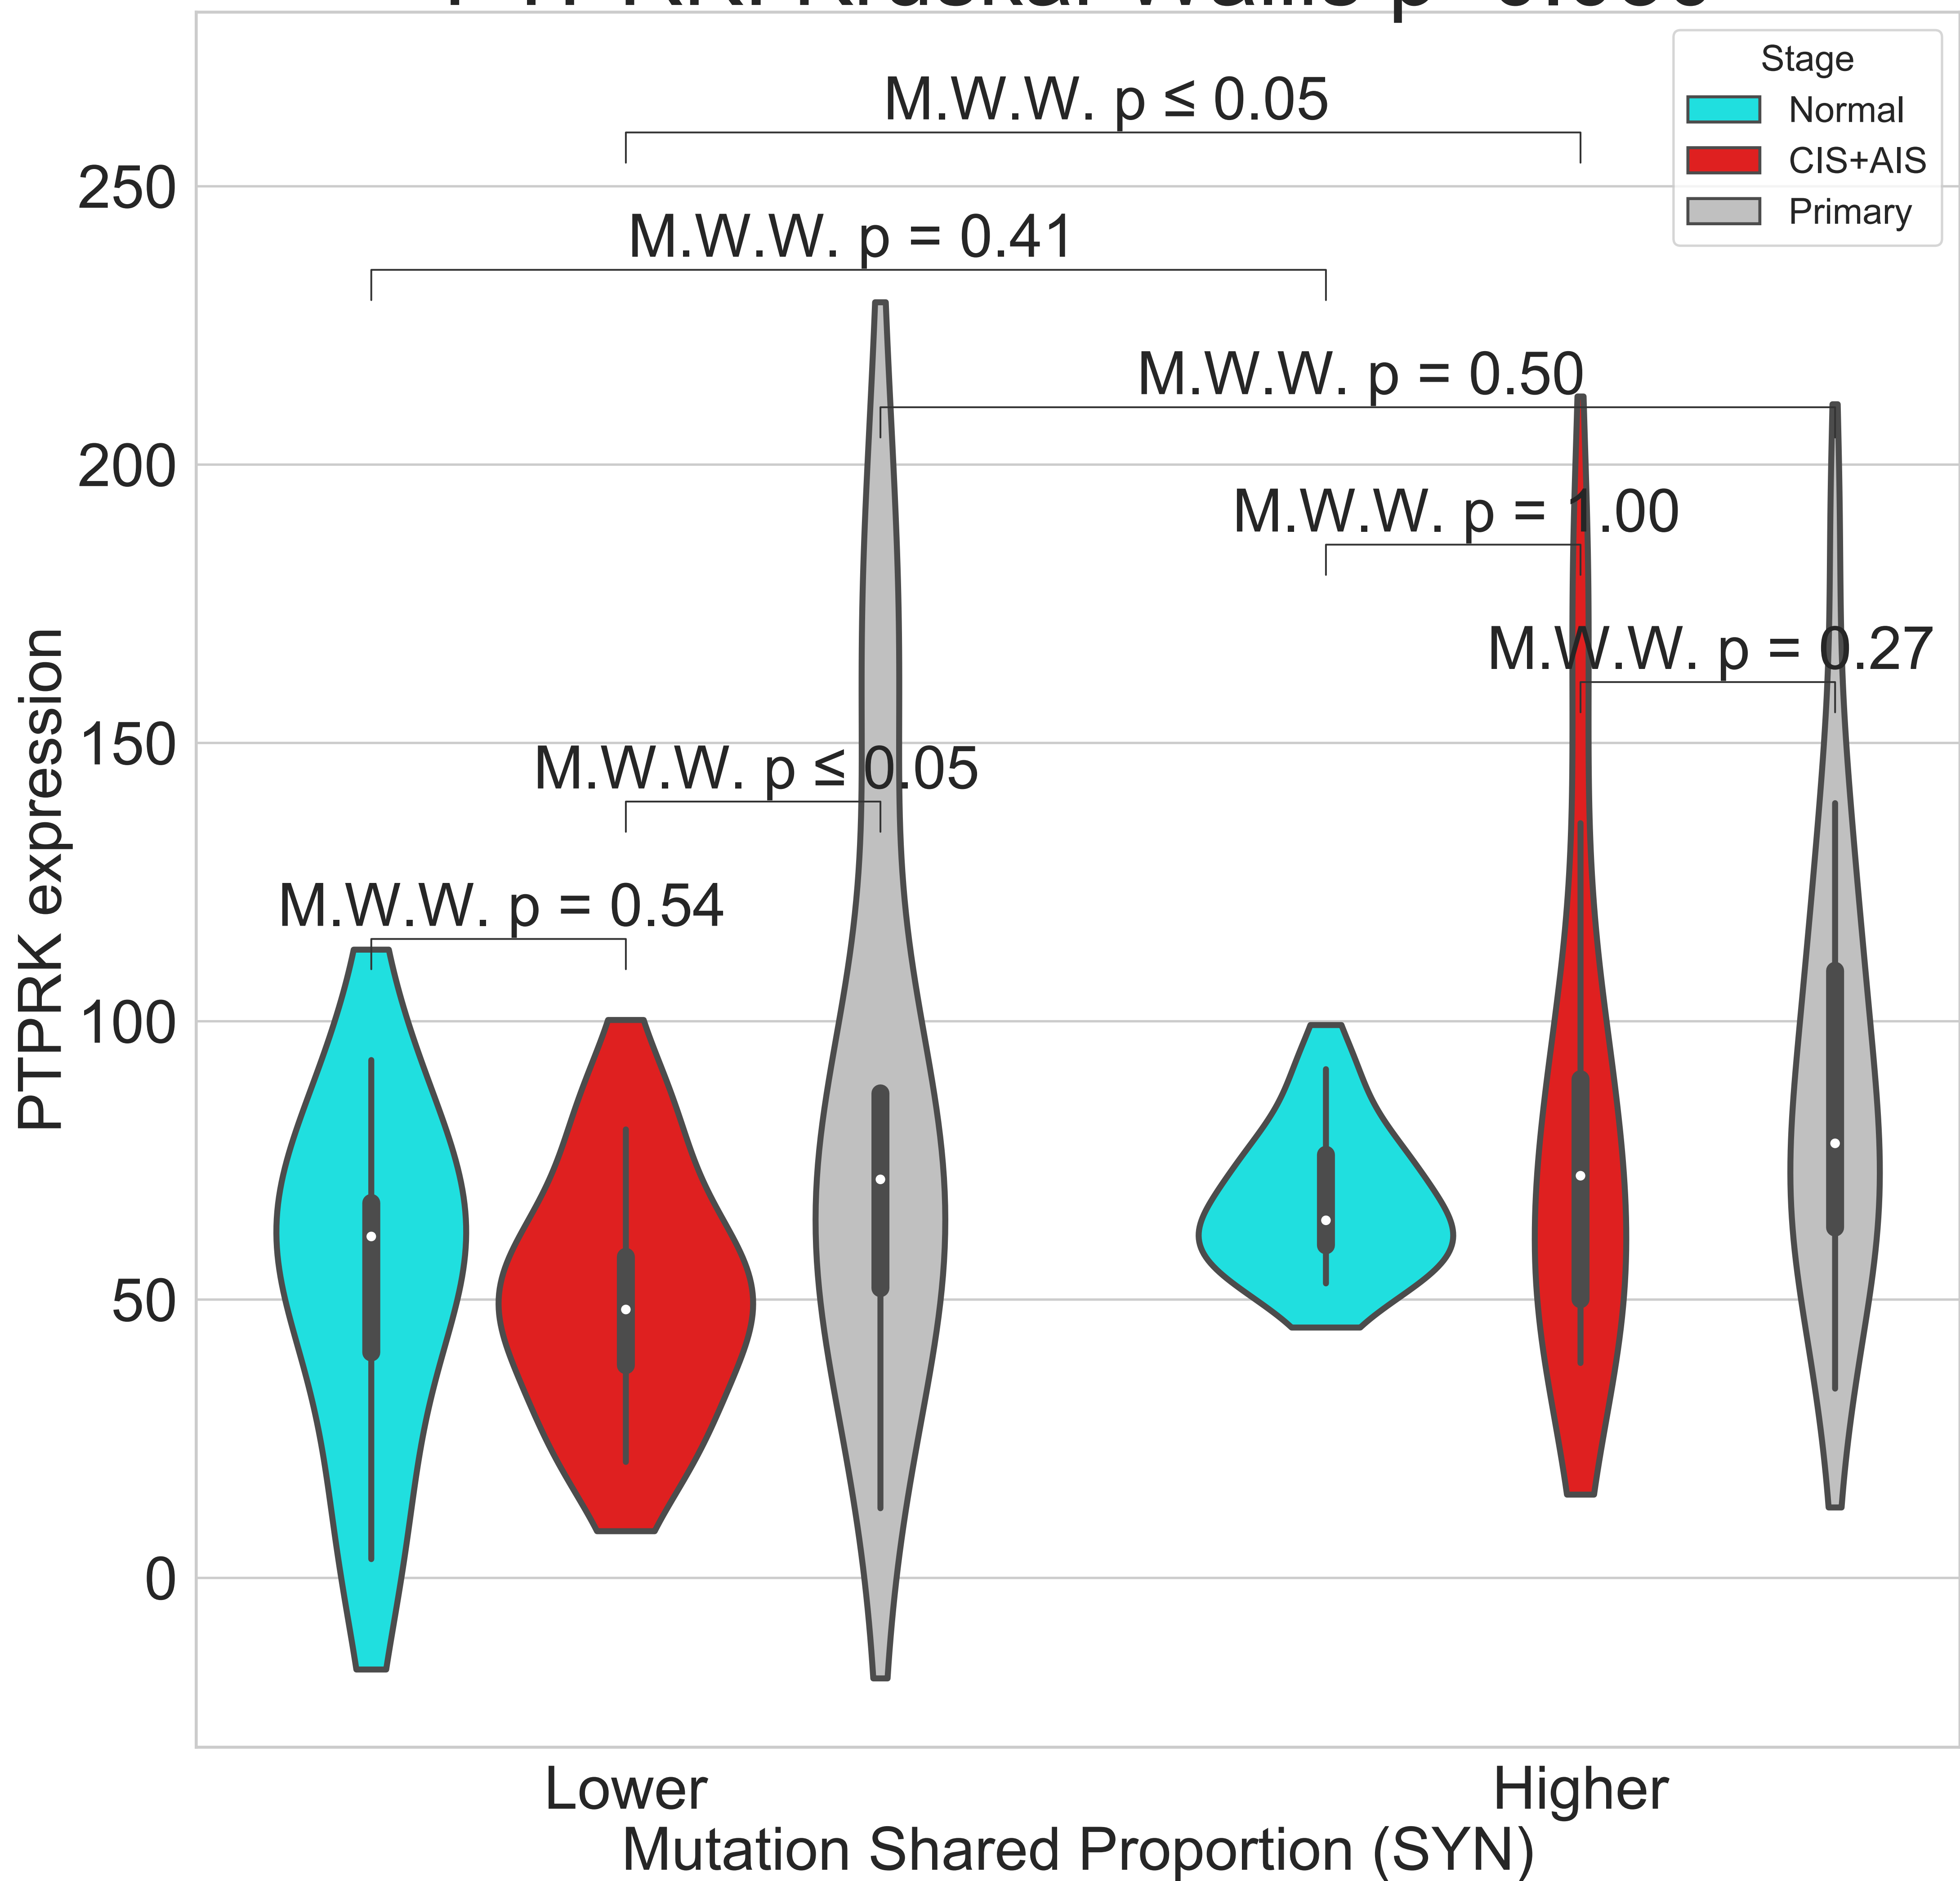 Stage
Normal
CIS+AIS
Primary
M.W.W. p ≤ 0.05
M.W.W. p = 0.41
M.W.W. p = 0.50
M.W.W. p = 1.00
M.W.W. p = 0.27
M.W.W. p ≤ 0.05
M.W.W. p = 0.54
250
200
150
100
50
0
PTPRK expression
Lower
Higher
Mutation Shared Proportion (SYN)